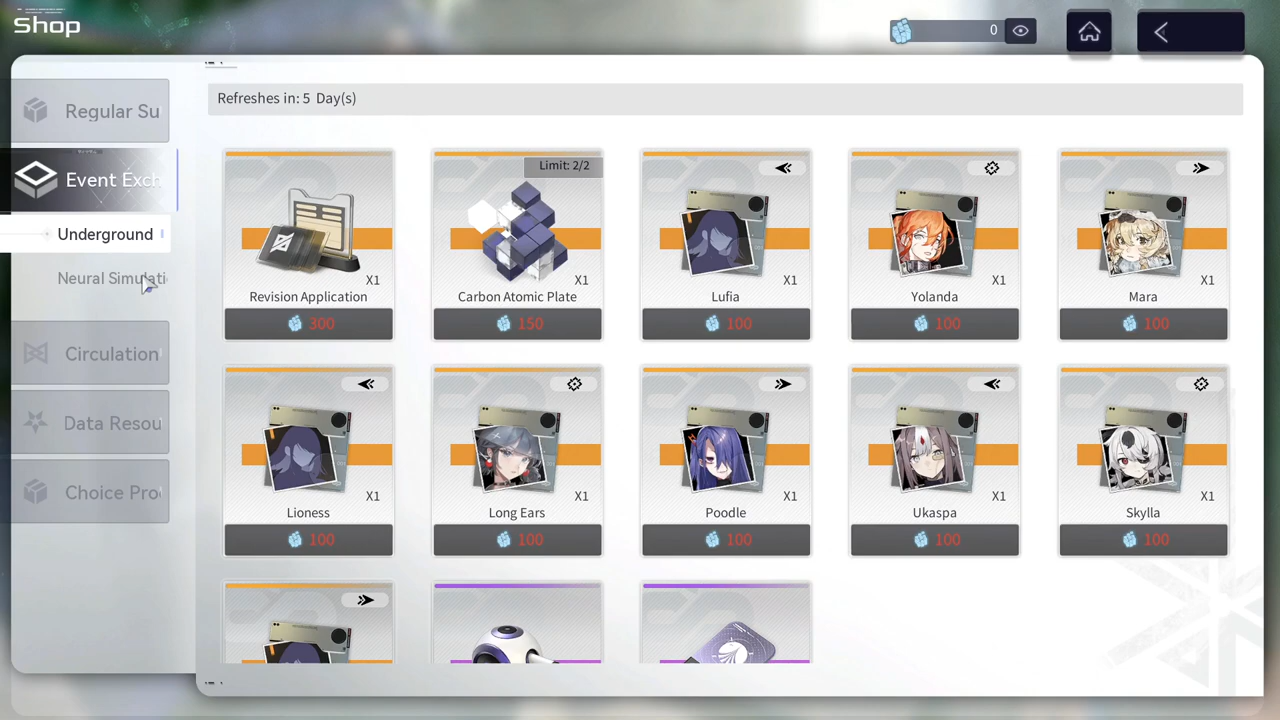 Shop
0
Regular Su
Event Exch
Underground
Neural Simulati
Circulation
Data Resou
Choice Pro
Refreshes in: 5 Day(s)
X1
Revision Application
300
Limit: 2/2
X1
Carbon Atomic Plate
150
X1
Lufia
100
X1
Yolanda
100
X1
Mara
100
X1
Lioness
100
X1
Long Ears
100
X1
Poodle
100
X1
Ukaspa
100
X1
Skylla
100